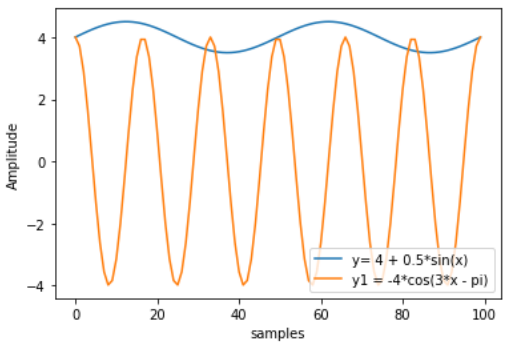 4
2
0
−2
−4
Amplitude
y= 4 + 0.5*sin(x)
y1 = -4*cos(3*x - pi)
0 20 40 60 80 100
samples